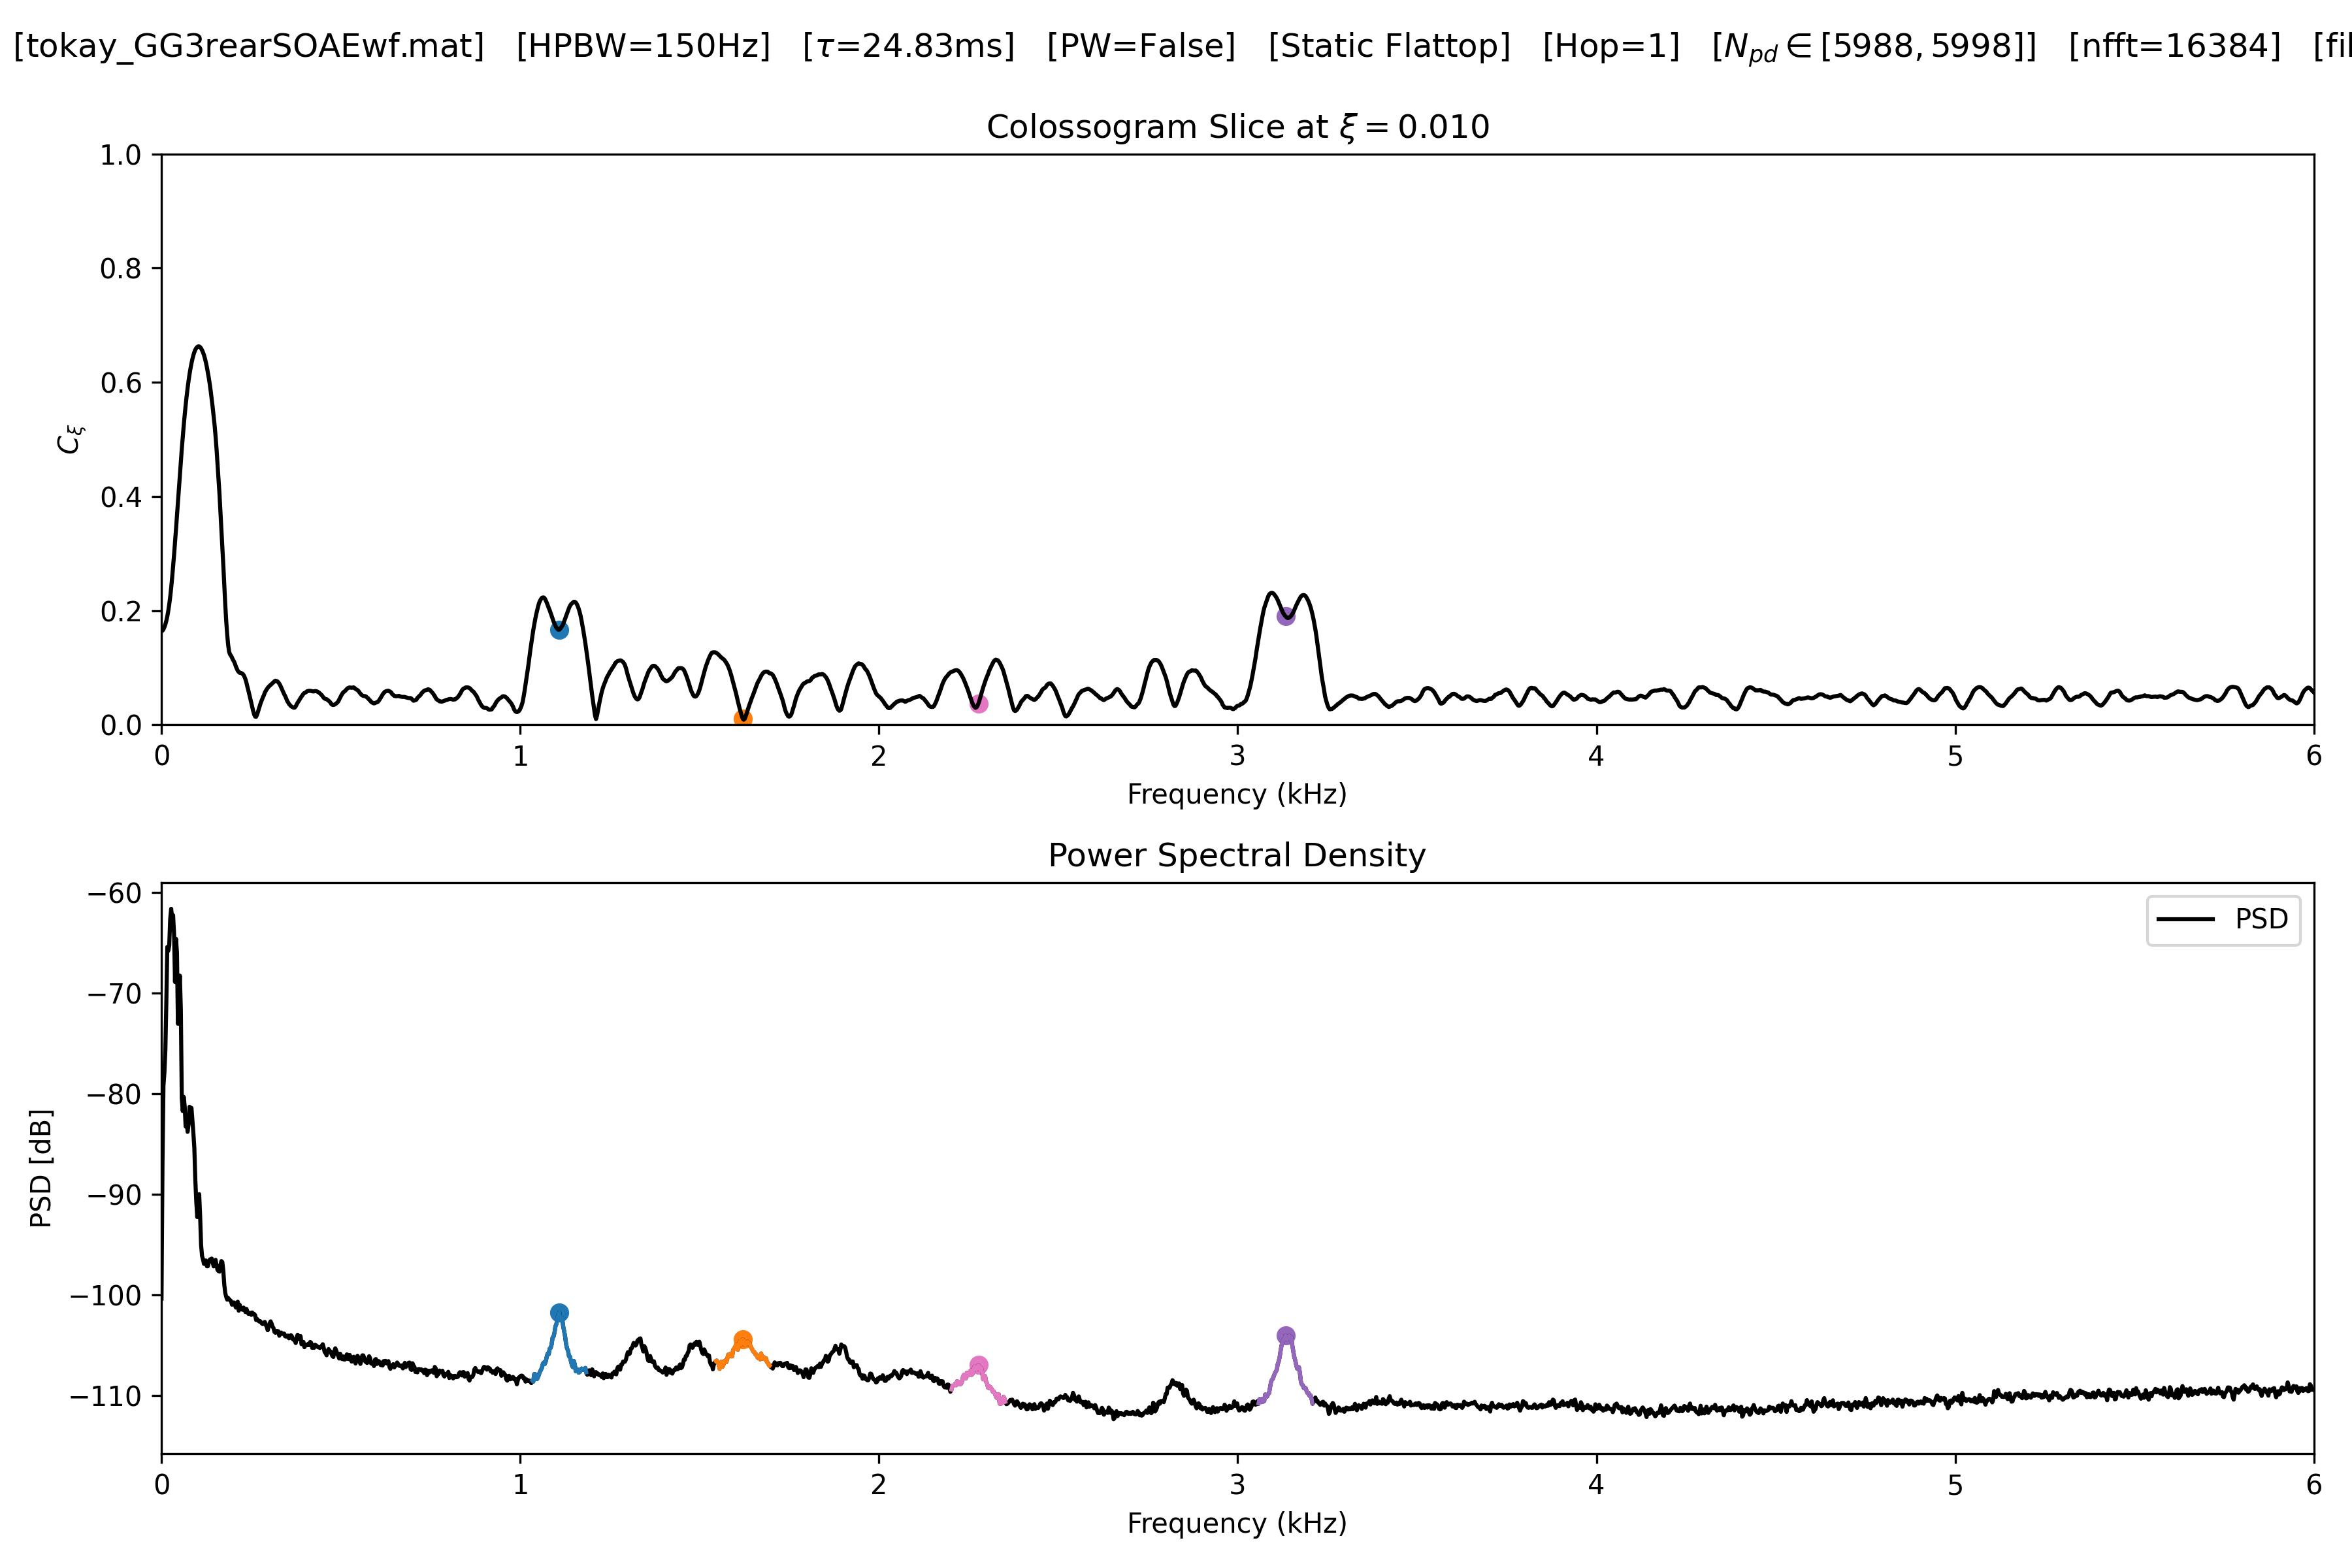 [tokay_GG3rearSOAEwf.mat] [HPBW=150Hz] [τ=24.83ms] [PW=False] [Static Flattop] [Hop=1] [N_pd ∈ [5988, 5998]] [nfft=16384] [fil
Colossogram Slice at ξ = 0.010
1.0
0.8
0.6
0.4
0.2
0.0
C_ξ
0 1 2 3 4 5 6
Frequency (kHz)
Power Spectral Density
−60
−70
−80
−90
−100
−110
PSD [dB]
PSD
0 1 2 3 4 5 6
Frequency (kHz)